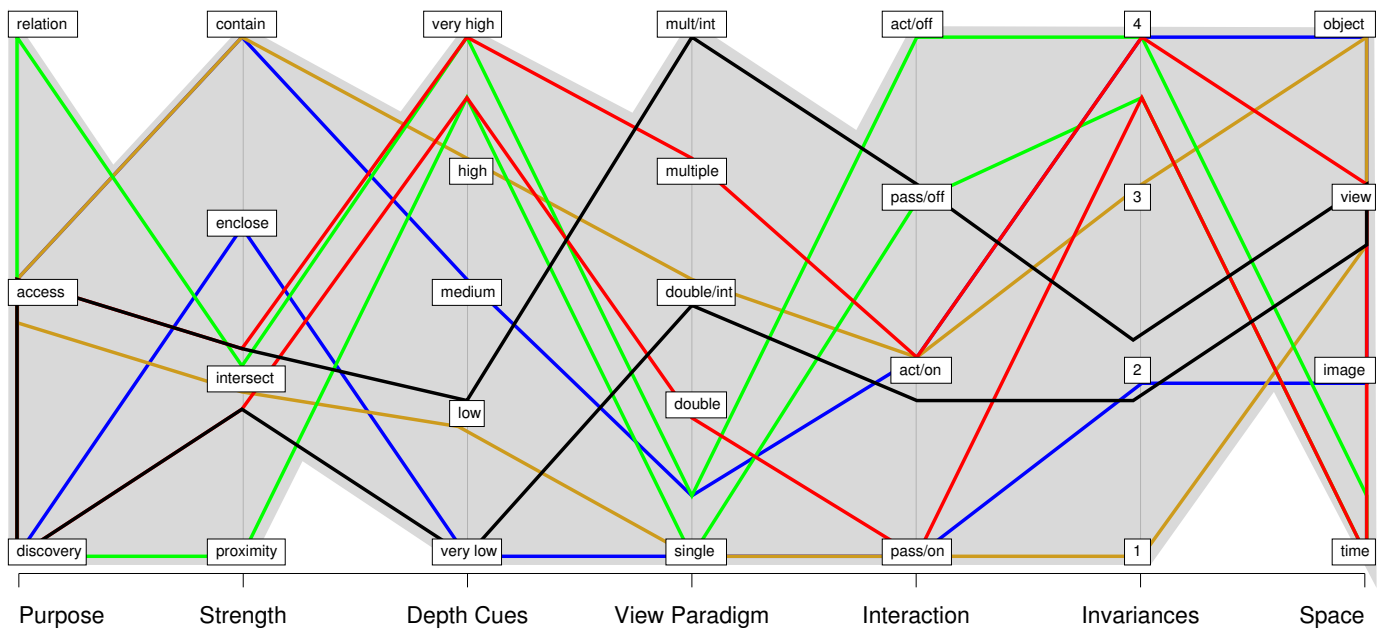 relation contain very high mult/int act/off 4 object
high multiple pass/off 3 view
enclose
access medium double/int
intersect low double act/on 2 image
discovery proximity very low single pass/on 1 time
Purpose Strength Depth Cues View Paradigm Interaction Invariances Space